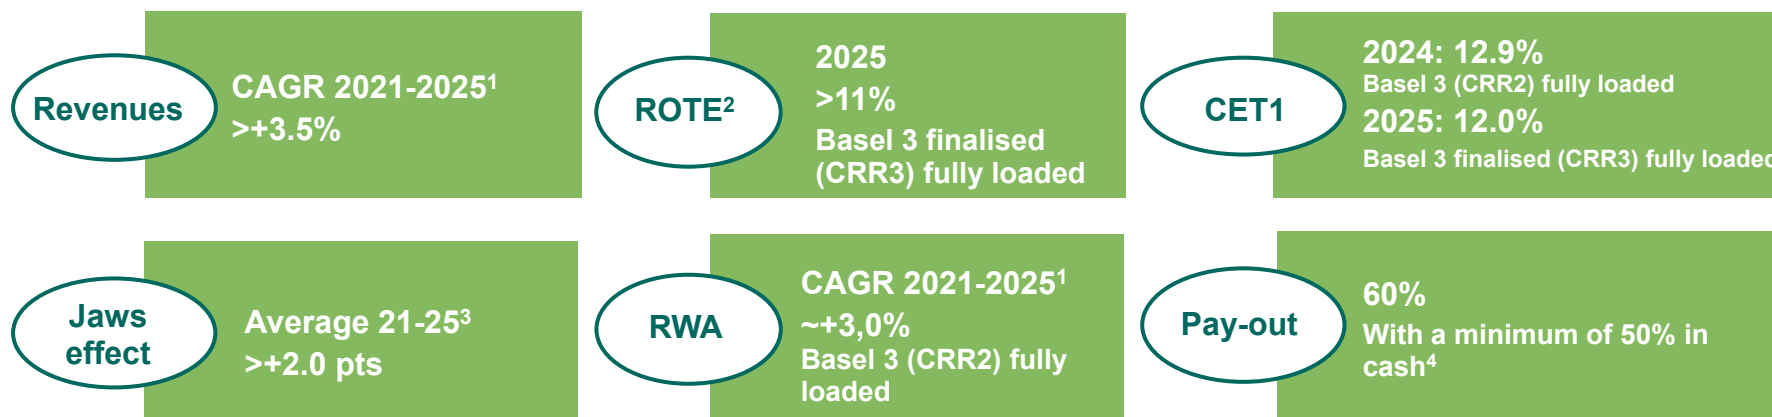 Revenues
CAGR 2021-2025¹
>+3.5%
ROTE²
2025
>11%
Basel 3 finalised
(CRR3) fully loaded
CET1
2024: 12.9%
Basel 3 (CRR2) fully loaded
2025: 12.0%
Basel 3 finalised (CRR3) fully loaded
Jaws
effect
Average 21-25³
>+2.0 pts
RWA
CAGR 2021-2025¹
~+3,0%
Basel 3 (CRR2) fully
loaded
Pay-out
60%
With a minimum of 50% in
cash⁴